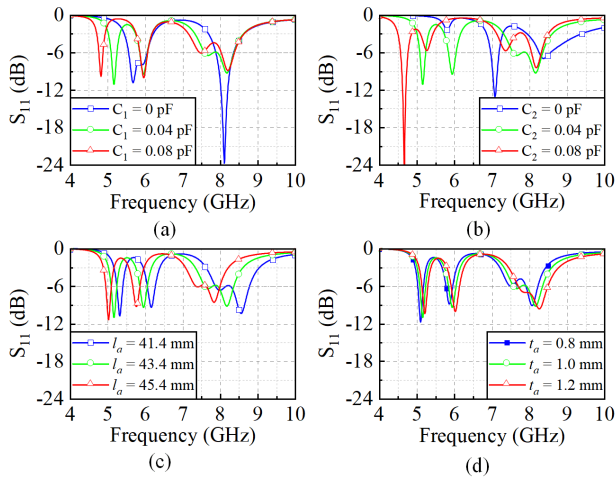 0
-6
-12
-18
-24
S11 (dB)
C1 = 0 pF
C1 = 0.04 pF
C1 = 0.08 pF
4 5 6 7 8 9 10
Frequency (GHz)
(a)
0
-6
-12
-18
-24
S11 (dB)
C2 = 0 pF
C2 = 0.04 pF
C2 = 0.08 pF
4 5 6 7 8 9 10
Frequency (GHz)
(b)
0
-6
-12
-18
-24
S11 (dB)
la = 41.4 mm
la = 43.4 mm
la = 45.4 mm
4 5 6 7 8 9 10
Frequency (GHz)
(c)
0
-6
-12
-18
-24
S11 (dB)
ta = 0.8 mm
ta = 1.0 mm
ta = 1.2 mm
4 5 6 7 8 9 10
Frequency (GHz)
(d)